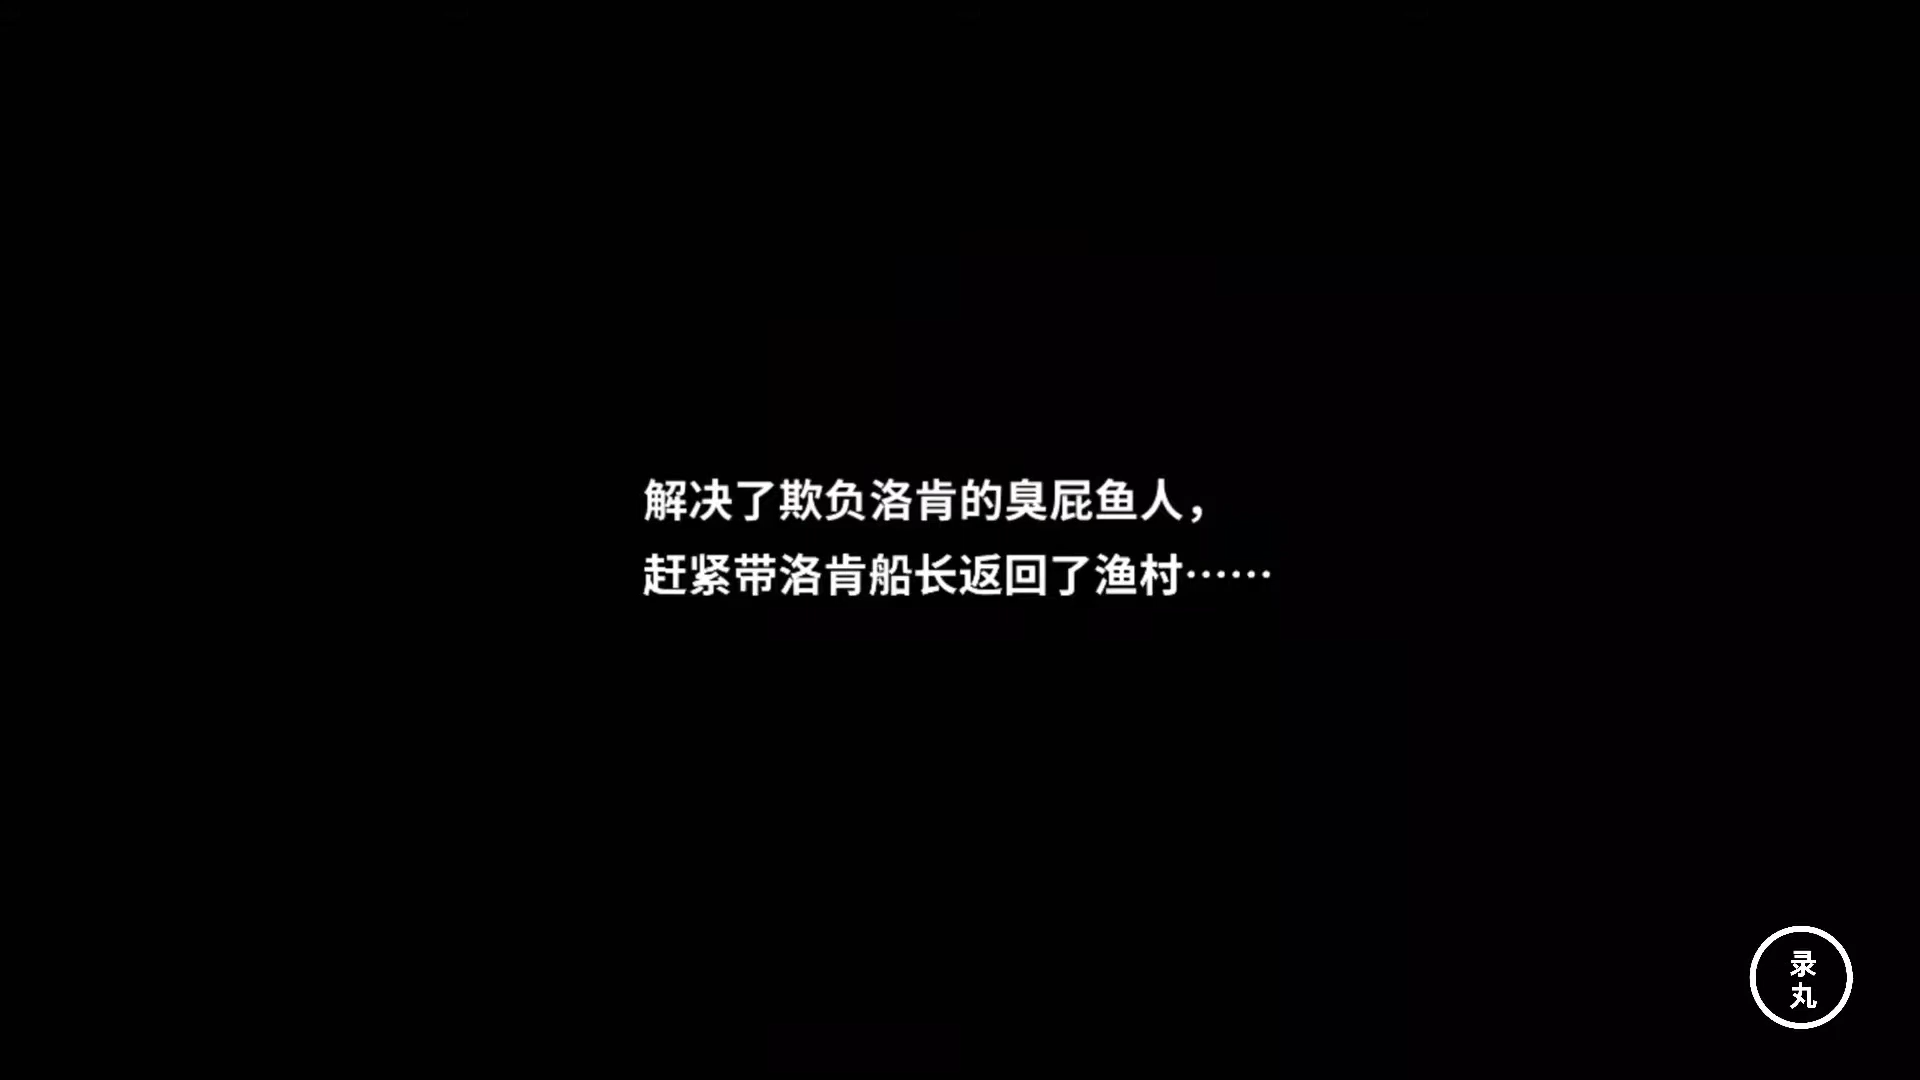 解决了欺负洛肯的臭屁鱼人，
赶紧带洛肯船长返回了渔村……
录
丸